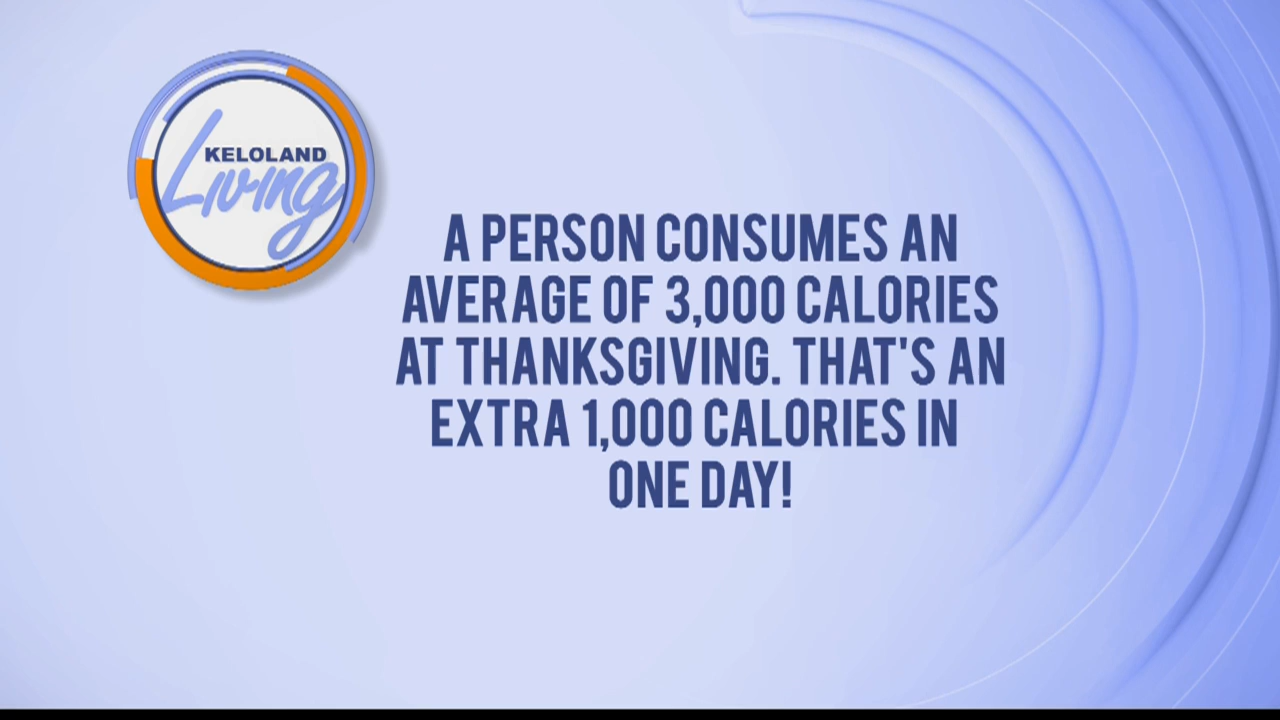 KELOLAND
Living
A PERSON CONSUMES AN
AVERAGE OF 3,000 CALORIES
AT THANKSGIVING. THAT'S AN
EXTRA 1,000 CALORIES IN
ONE DAY!